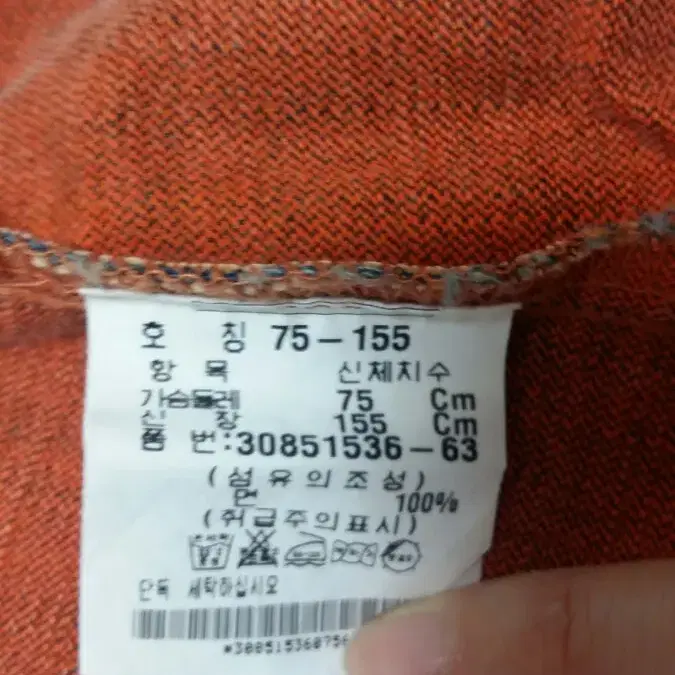 호 칭 75-155
항 목 신체치수
가슴둘레 75 Cm
신 장 155 Cm
품 번:30851536-63
(섬유의조성)
면 100%
(취급주의표시)
단독 세탁하십시오